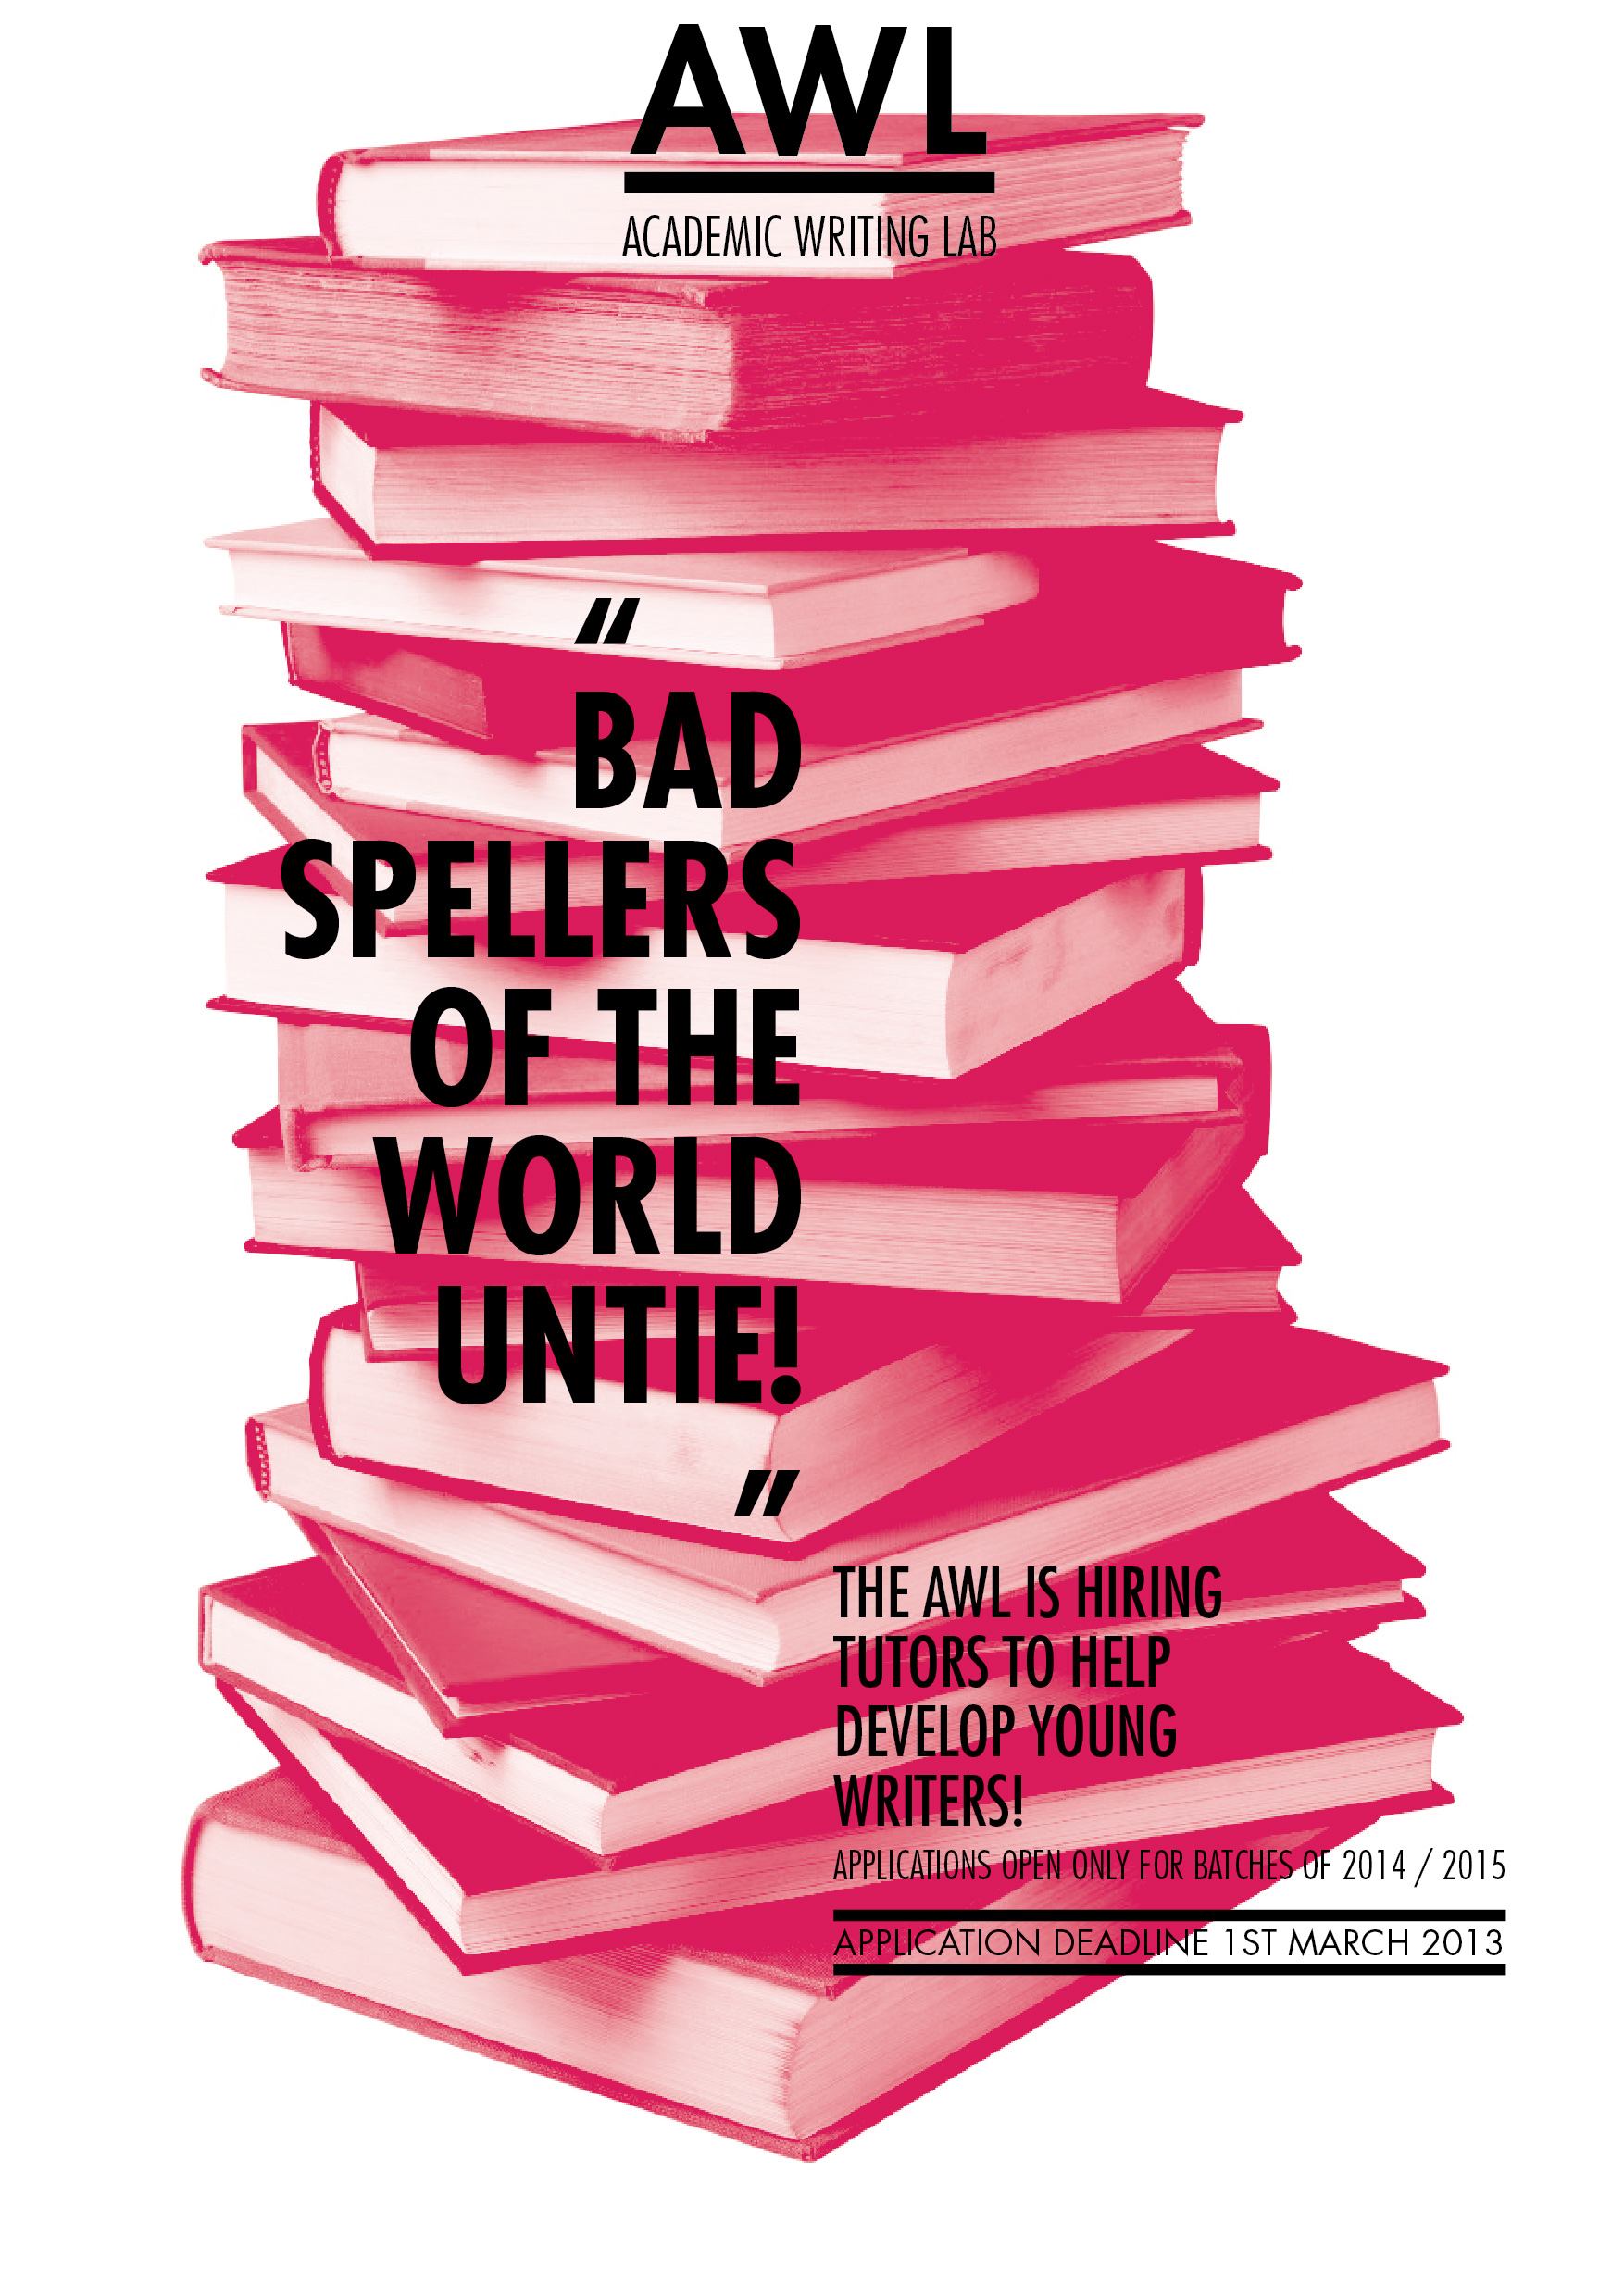 AWL
ACADEMIC WRITING LAB
“
BAD
SPELLERS
OF THE
WORLD
UNTIE!
”
THE AWL IS HIRING
TUTORS TO HELP
DEVELOP YOUNG
WRITERS!
APPLICATIONS OPEN ONLY FOR BATCHES OF 2014 / 2015
APPLICATION DEADLINE 1ST MARCH 2013